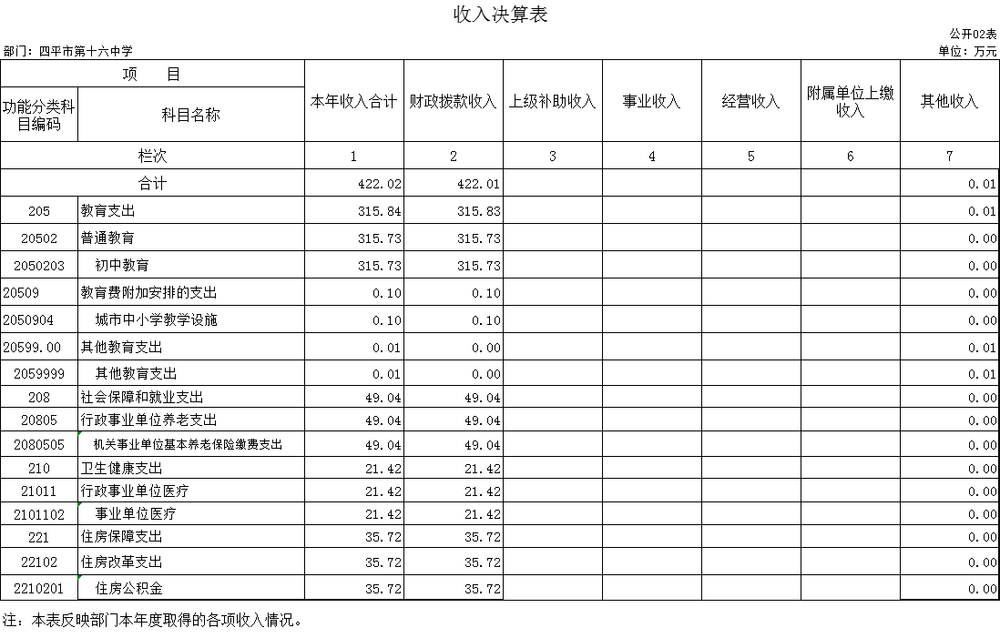 收入决算表
公开02表
部门：四平市第十六中学 单位：万元
项 目 本年收入合计 财政拨款收入 上级补助收入 事业收入 经营收入 附属单位上缴收入 其他收入
功能分类科目编码 科目名称
栏次 1 2 3 4 5 6 7
合计 422.02 422.01 0.01
205 教育支出 315.84 315.83 0.01
20502 普通教育 315.73 315.73 0.00
2050203 初中教育 315.73 315.73 0.00
20509 教育费附加安排的支出 0.10 0.10 0.00
2050904 城市中小学教学设施 0.10 0.10 0.00
20599.00 其他教育支出 0.01 0.00 0.01
2059999 其他教育支出 0.01 0.00 0.01
208 社会保障和就业支出 49.04 49.04 0.00
20805 行政事业单位养老支出 49.04 49.04 0.00
2080505 机关事业单位基本养老保险缴费支出 49.04 49.04 0.00
210 卫生健康支出 21.42 21.42 0.00
21011 行政事业单位医疗 21.42 21.42 0.00
2101102 事业单位医疗 21.42 21.42 0.00
221 住房保障支出 35.72 35.72 0.00
22102 住房改革支出 35.72 35.72 0.00
2210201 住房公积金 35.72 35.72 0.00
注：本表反映部门本年度取得的各项收入情况。